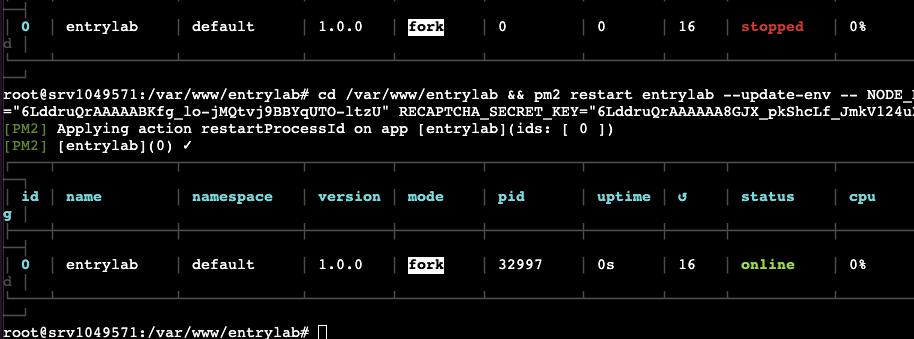 0 | entrylab | default | 1.0.0 | fork | 0 | 0 | 16 | stopped | 0%
d |
root@srv1049571:/var/www/entrylab# cd /var/www/entrylab && pm2 restart entrylab --update-env -- NODE_
="6LddruQrAAAAABKfg_lo-jMQtvj9BBYqUTO-ltzU" RECAPTCHA_SECRET_KEY="6LddruQrAAAAAA8GJX_pkShcLf_JmkV124u
[PM2] Applying action restartProcessId on app [entrylab](ids: [ 0 ])
[PM2] [entrylab](0) ✓
id | name | namespace | version | mode | pid | uptime | ↺ | status | cpu
g |
0 | entrylab | default | 1.0.0 | fork | 32997 | 0s | 16 | online | 0%
d |
root@srv1049571:/var/www/entrylab#